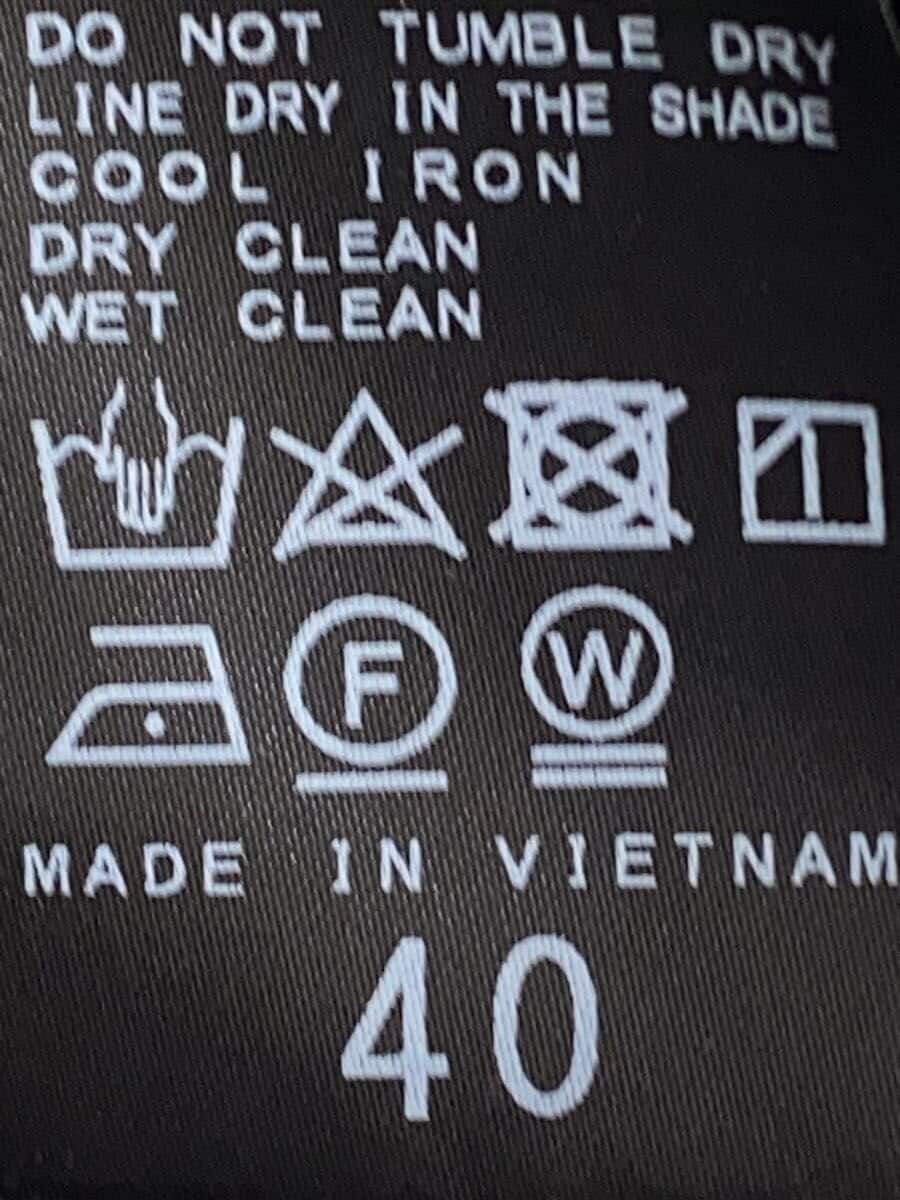 DO NOT TUMBLE DRY
LINE DRY IN THE SHADE
COOL IRON
DRY CLEAN
WET CLEAN
F W
MADE IN VIETNAM
40